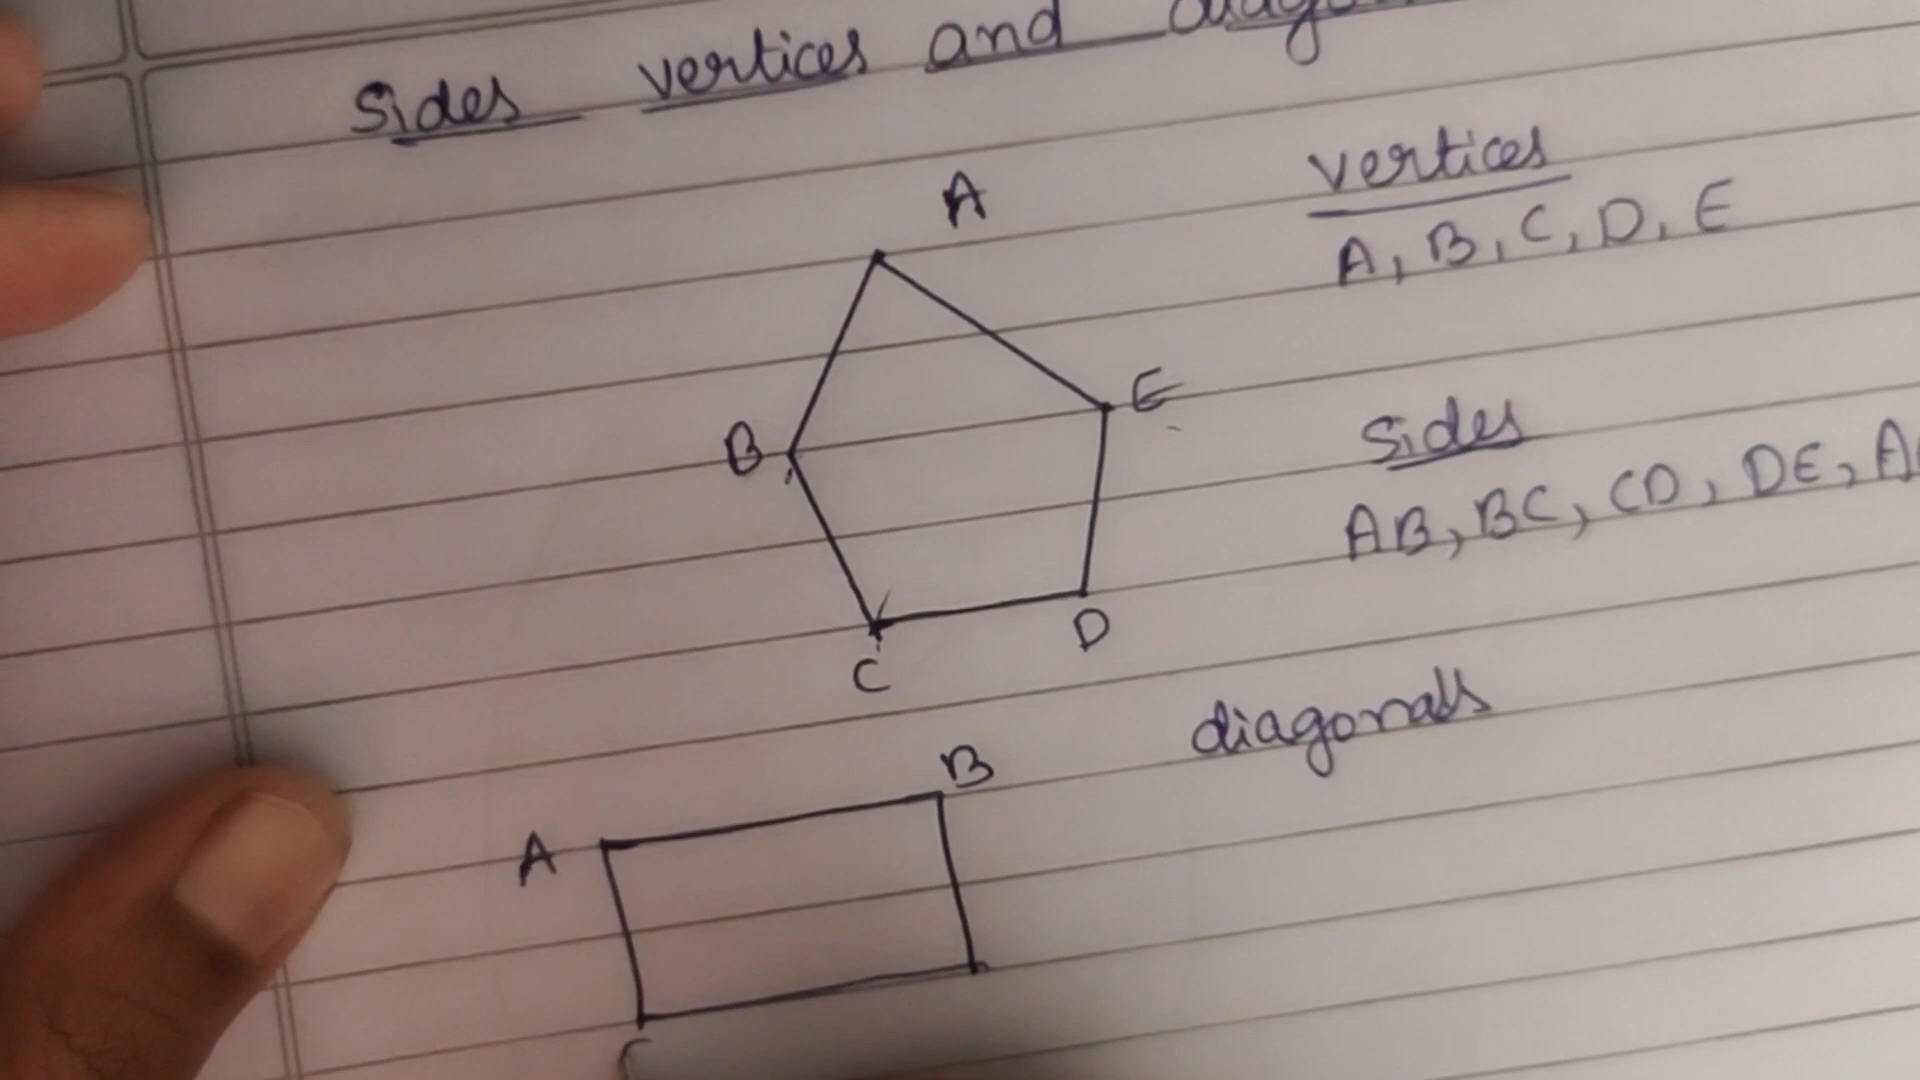 Sides vertices and
A
vertices
A, B, C, D, E
E
B
Sides
AB, BC, CD, DE,
D
C
diagonals
B
A